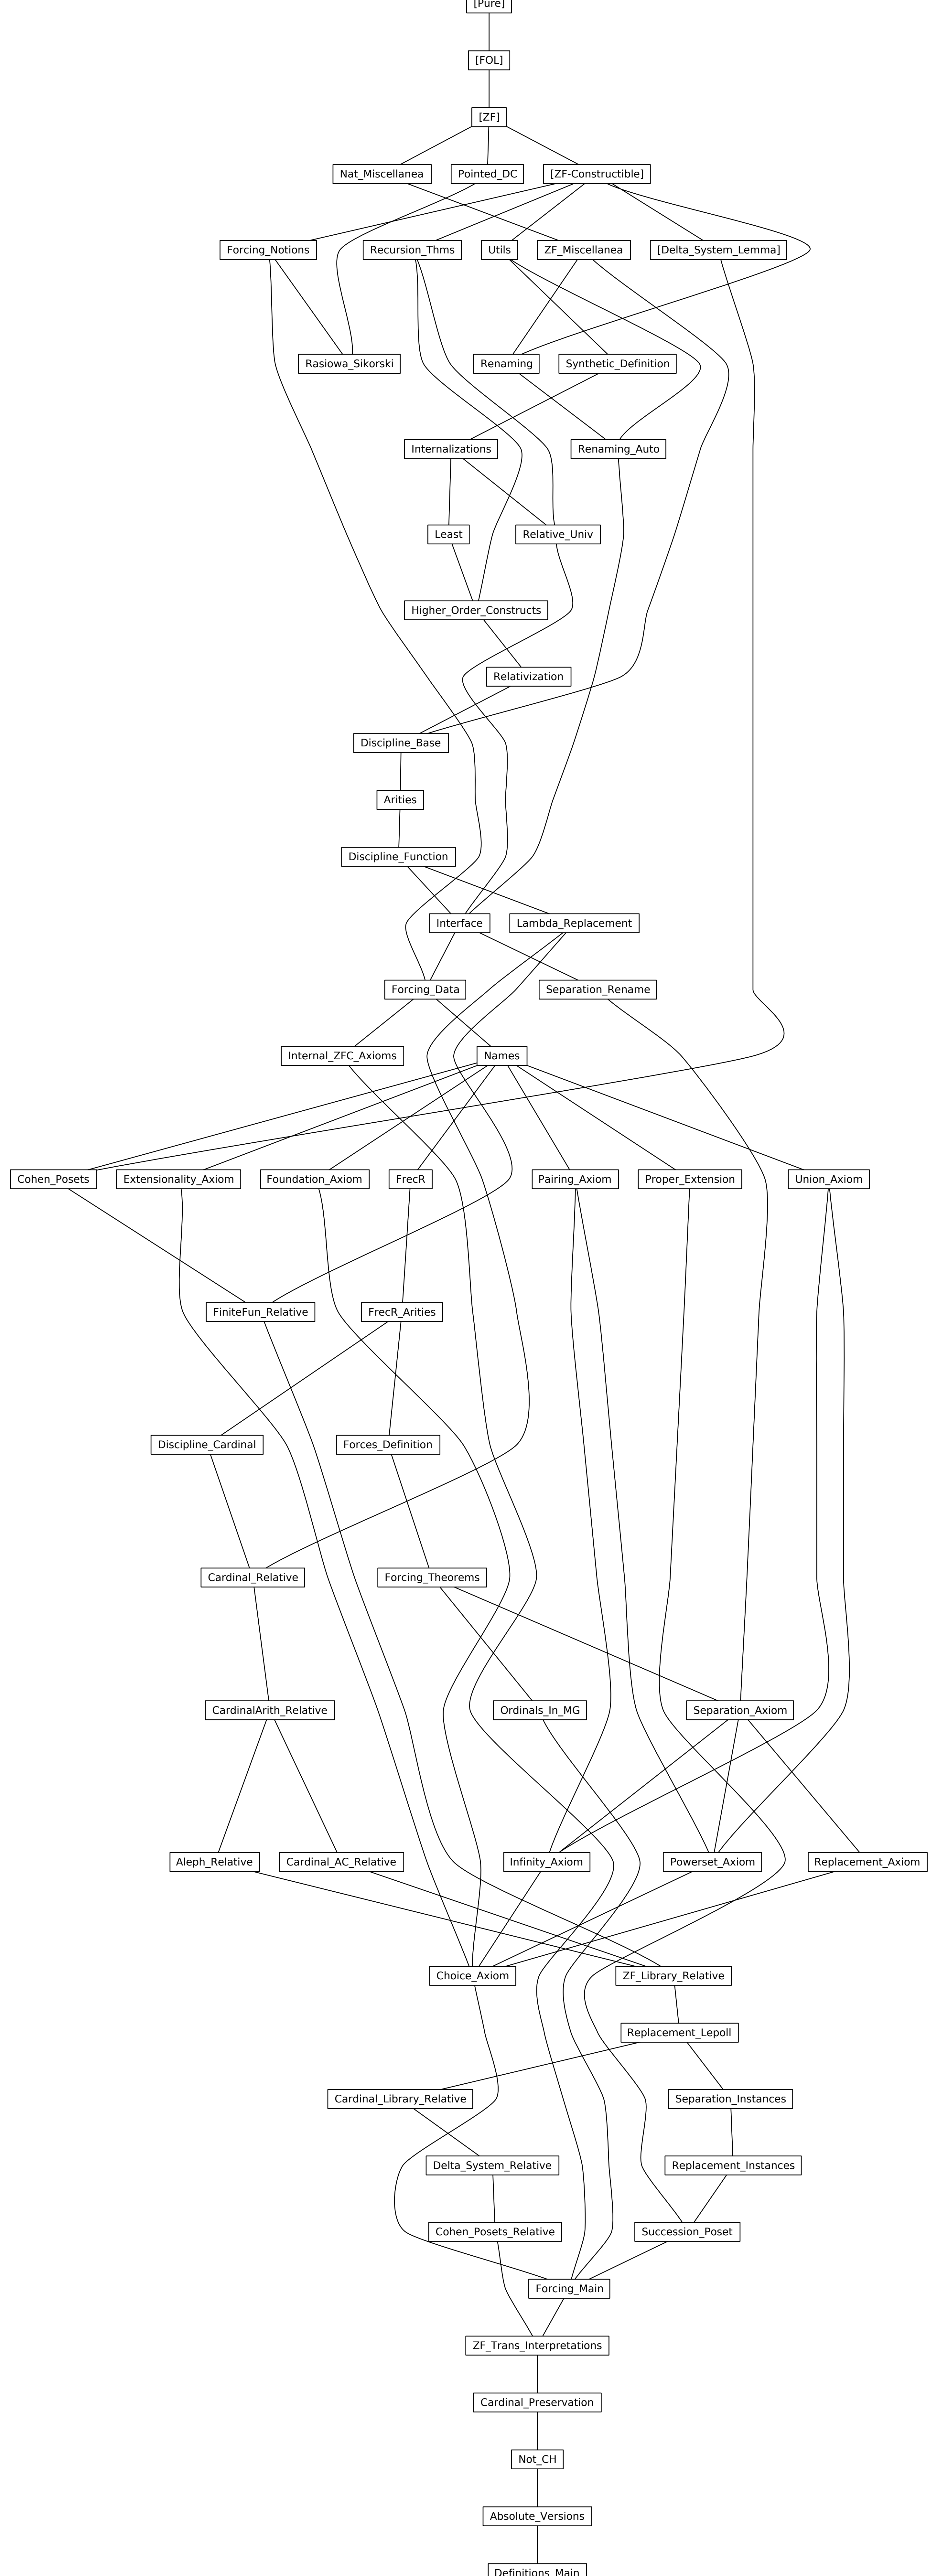 [Pure]
[FOL]
[ZF]
Nat_Miscellanea
Pointed_DC
[ZF-Constructible]
Forcing_Notions
Recursion_Thms
Utils
ZF_Miscellanea
[Delta_System_Lemma]
Rasiowa_Sikorski
Renaming
Synthetic_Definition
Internalizations
Renaming_Auto
Least
Relative_Univ
Higher_Order_Constructs
Relativization
Discipline_Base
Arities
Discipline_Function
Interface
Lambda_Replacement
Forcing_Data
Separation_Rename
Internal_ZFC_Axioms
Names
Cohen_Posets
Extensionality_Axiom
Foundation_Axiom
FrecR
Pairing_Axiom
Proper_Extension
Union_Axiom
FiniteFun_Relative
FrecR_Arities
Discipline_Cardinal
Forces_Definition
Cardinal_Relative
Forcing_Theorems
CardinalArith_Relative
Ordinals_In_MG
Separation_Axiom
Aleph_Relative
Cardinal_AC_Relative
Infinity_Axiom
Powerset_Axiom
Replacement_Axiom
Choice_Axiom
ZF_Library_Relative
Replacement_Lepoll
Cardinal_Library_Relative
Separation_Instances
Delta_System_Relative
Replacement_Instances
Cohen_Posets_Relative
Succession_Poset
Forcing_Main
ZF_Trans_Interpretations
Cardinal_Preservation
Not_CH
Absolute_Versions
Definitions_Main